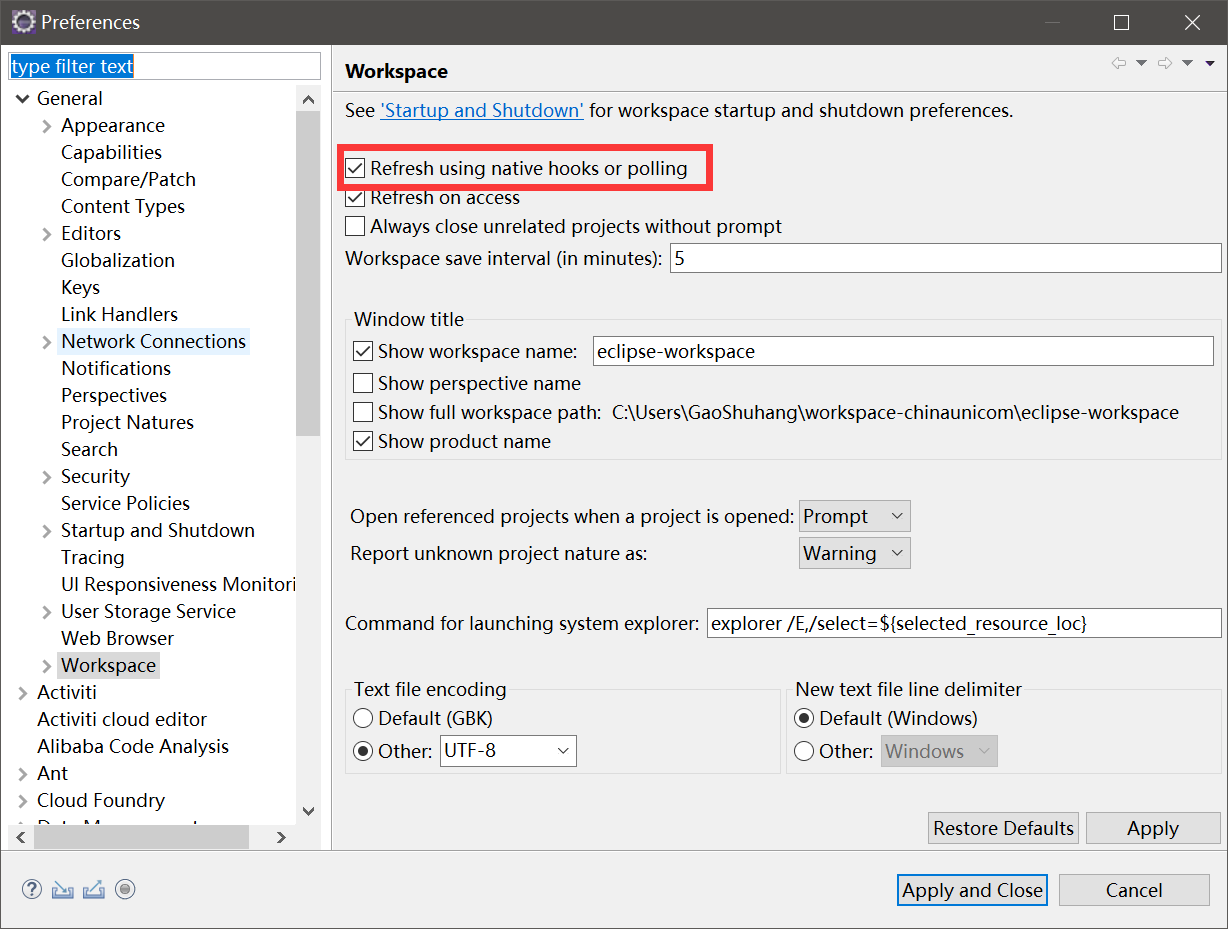 Preferences
type filter text
General
Appearance
Capabilities
Compare/Patch
Content Types
Editors
Globalization
Keys
Link Handlers
Network Connections
Notifications
Perspectives
Project Natures
Search
Security
Service Policies
Startup and Shutdown
Tracing
UI Responsiveness Monitori
User Storage Service
Web Browser
Workspace
Activiti
Activiti cloud editor
Alibaba Code Analysis
Ant
Cloud Foundry
Workspace
See 'Startup and Shutdown' for workspace startup and shutdown preferences.
Refresh using native hooks or polling
Refresh on access
Always close unrelated projects without prompt
Workspace save interval (in minutes): 5
Window title
Show workspace name: eclipse-workspace
Show perspective name
Show full workspace path: C:\Users\GaoShuhang\workspace-chinaunicom\eclipse-workspace
Show product name
Open referenced projects when a project is opened: Prompt
Report unknown project nature as: Warning
Command for launching system explorer: explorer /E,/select=${selected_resource_loc}
Text file encoding
Default (GBK)
Other: UTF-8
New text file line delimiter
Default (Windows)
Other: Windows
Restore Defaults
Apply
Apply and Close
Cancel